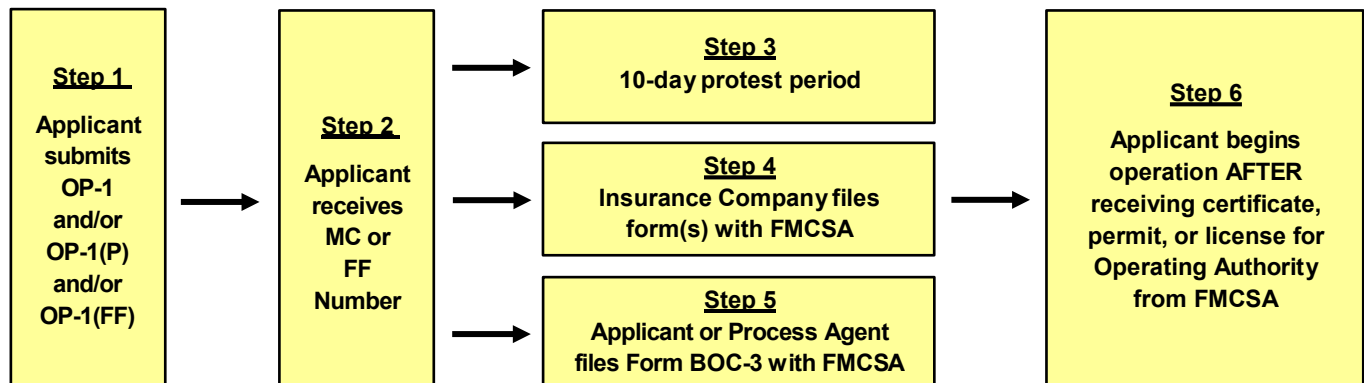 Step 1
Applicant
submits
OP-1
and/or
OP-1(P)
and/or
OP-1(FF)
Step 2
Applicant
receives
MC or
FF
Number
Step 3
10-day protest period
Step 4
Insurance Company files
form(s) with FMCSA
Step 5
Applicant or Process Agent
files Form BOC-3 with FMCSA
Step 6
Applicant begins
operation AFTER
receiving certificate,
permit, or license for
Operating Authority
from FMCSA